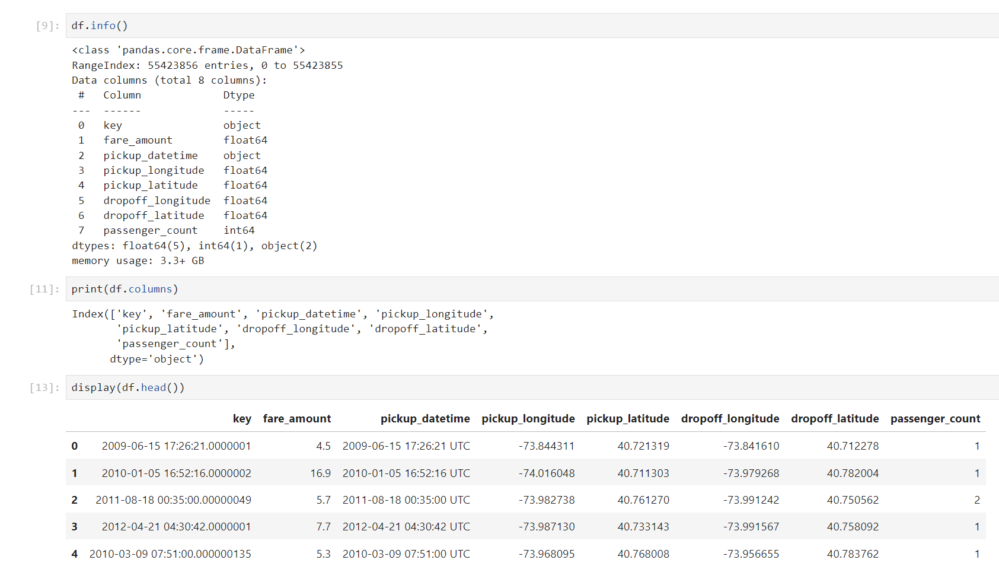 [9]: df.info()
<class 'pandas.core.frame.DataFrame'>
RangeIndex: 55423856 entries, 0 to 55423855
Data columns (total 8 columns):
 #   Column             Dtype
---  ------             -----
 0   key                object
 1   fare_amount        float64
 2   pickup_datetime    object
 3   pickup_longitude   float64
 4   pickup_latitude    float64
 5   dropoff_longitude  float64
 6   dropoff_latitude   float64
 7   passenger_count    int64
dtypes: float64(5), int64(1), object(2)
memory usage: 3.3+ GB
[11]: print(df.columns)
Index(['key', 'fare_amount', 'pickup_datetime', 'pickup_longitude',
       'pickup_latitude', 'dropoff_longitude', 'dropoff_latitude',
       'passenger_count'],
      dtype='object')
[13]: display(df.head())
key fare_amount pickup_datetime pickup_longitude pickup_latitude dropoff_longitude dropoff_latitude passenger_count
0 2009-06-15 17:26:21.0000001 4.5 2009-06-15 17:26:21 UTC -73.844311 40.721319 -73.841610 40.712278 1
1 2010-01-05 16:52:16.0000002 16.9 2010-01-05 16:52:16 UTC -74.016048 40.711303 -73.979268 40.782004 1
2 2011-08-18 00:35:00.00000049 5.7 2011-08-18 00:35:00 UTC -73.982738 40.761270 -73.991242 40.750562 2
3 2012-04-21 04:30:42.0000001 7.7 2012-04-21 04:30:42 UTC -73.987130 40.733143 -73.991567 40.758092 1
4 2010-03-09 07:51:00.000000135 5.3 2010-03-09 07:51:00 UTC -73.968095 40.768008 -73.956655 40.783762 1